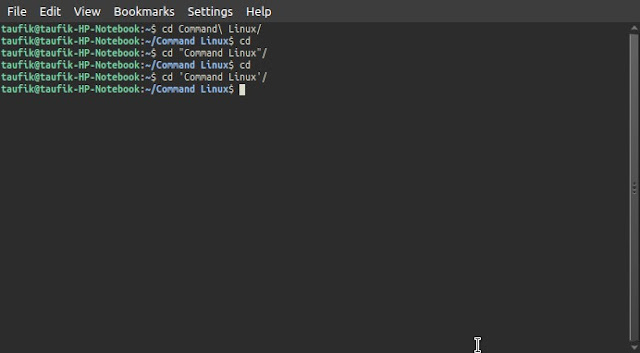 File Edit View Bookmarks Settings Help
taufik@taufik-HP-Notebook:~$ cd Command\ Linux/
taufik@taufik-HP-Notebook:~/Command Linux$ cd
taufik@taufik-HP-Notebook:~$ cd "Command Linux"/
taufik@taufik-HP-Notebook:~/Command Linux$ cd
taufik@taufik-HP-Notebook:~$ cd 'Command Linux'/
taufik@taufik-HP-Notebook:~/Command Linux$